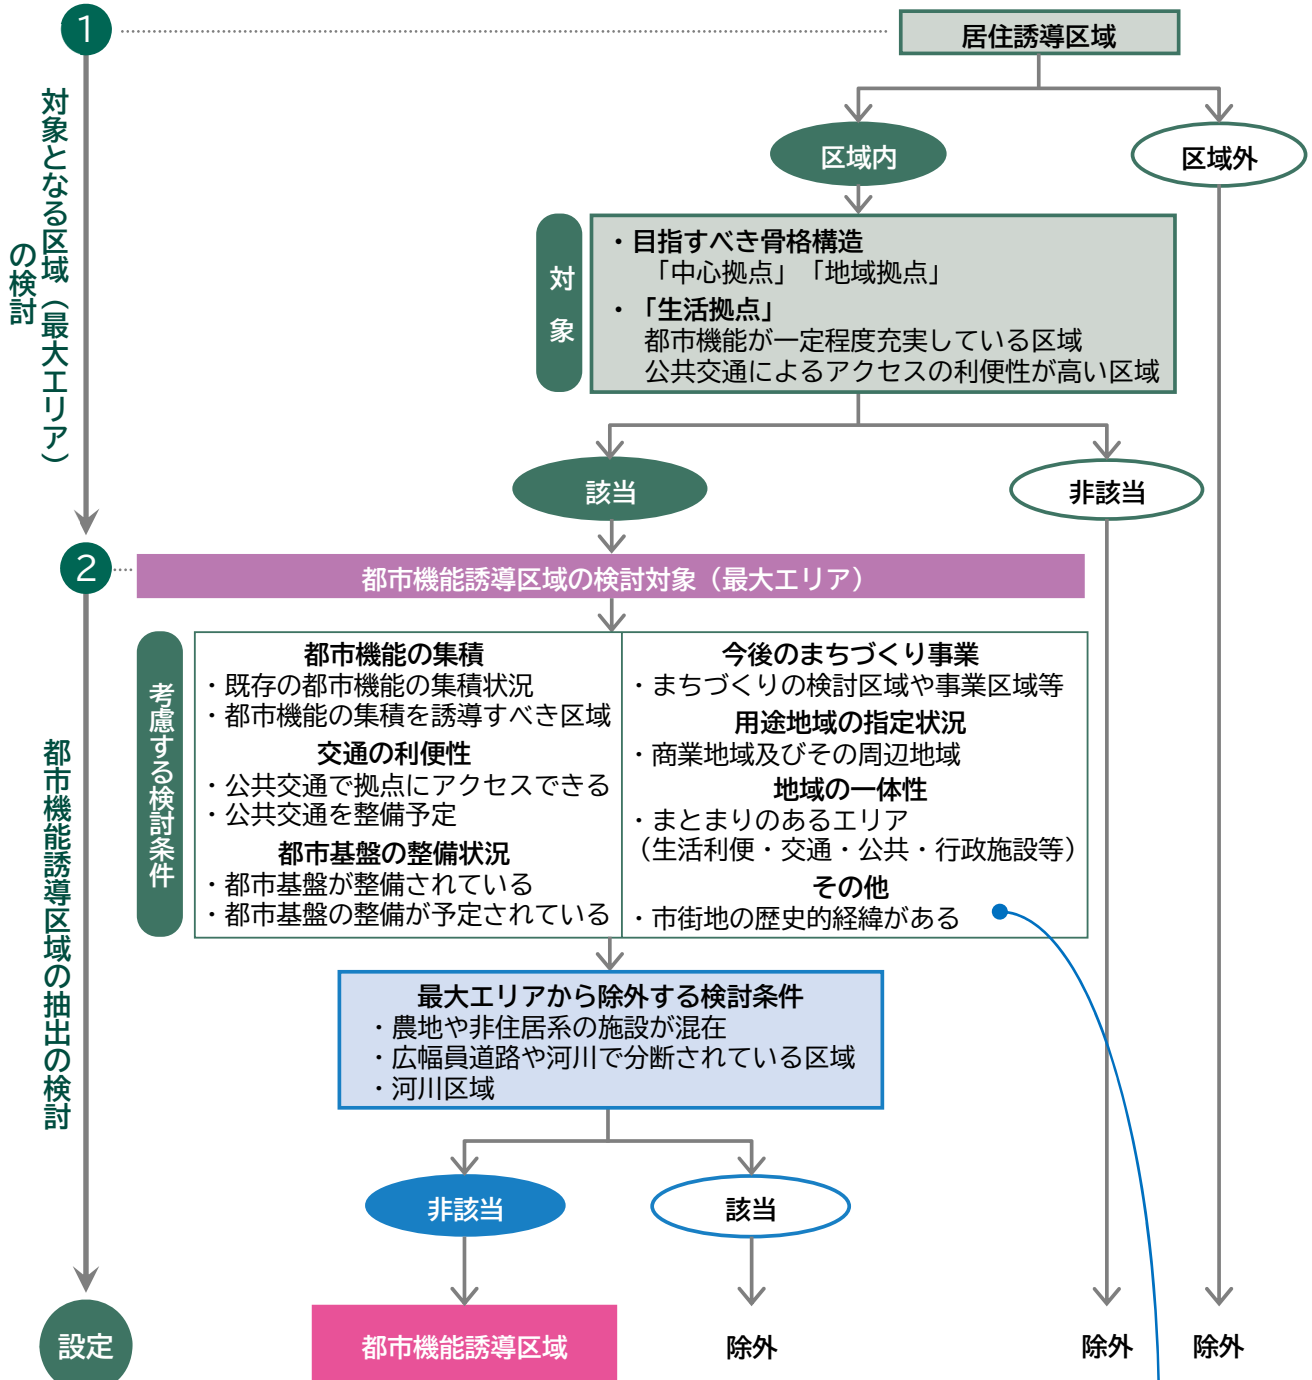 1
居住誘導区域
対象となる区域（最大エリア）
の検討
区域内
区域外
対象
・目指すべき骨格構造
「中心拠点」「地域拠点」
・「生活拠点」
都市機能が一定程度充実している区域
公共交通によるアクセスの利便性が高い区域
該当
非該当
2
都市機能誘導区域の検討対象（最大エリア）
都市機能誘導区域の抽出の検討
考慮する検討条件
都市機能の集積
・既存の都市機能の集積状況
・都市機能の集積を誘導すべき区域
交通の利便性
・公共交通で拠点にアクセスできる
・公共交通を整備予定
都市基盤の整備状況
・都市基盤が整備されている
・都市基盤の整備が予定されている
今後のまちづくり事業
・まちづくりの検討区域や事業区域等
用途地域の指定状況
・商業地域及びその周辺地域
地域の一体性
・まとまりのあるエリア
（生活利便・交通・公共・行政施設等）
その他
・市街地の歴史的経緯がある
最大エリアから除外する検討条件
・農地や非住居系の施設が混在
・広幅員道路や河川で分断されている区域
・河川区域
非該当
該当
設定
都市機能誘導区域
除外
除外
除外